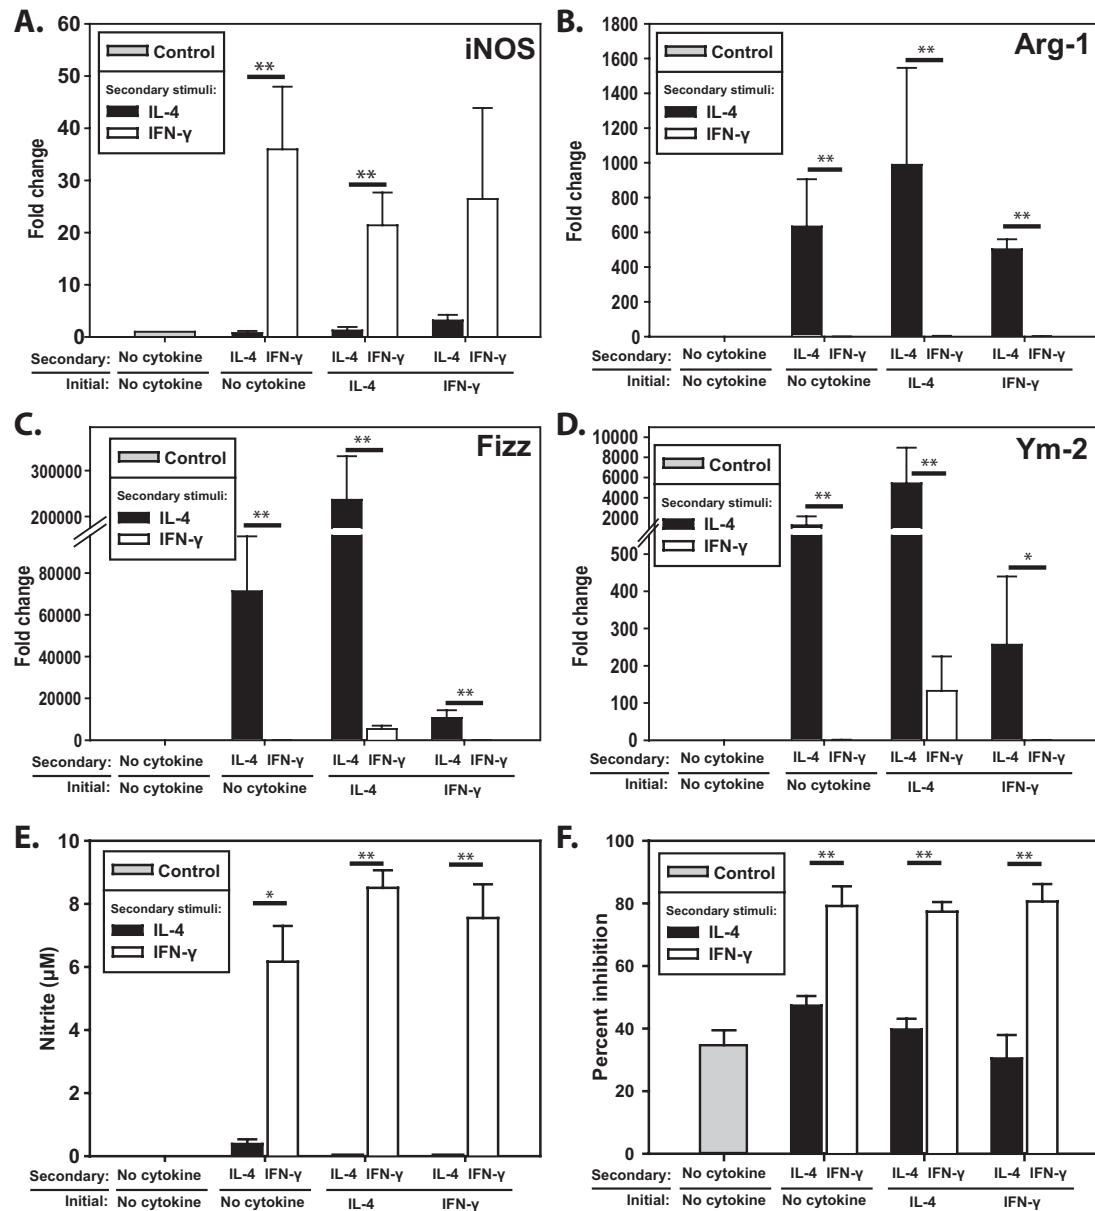 A.
iNOS
Control
Secondary stimuli:
IL-4
IFN-γ
Fold change
60
50
40
30
20
10
0
**
**
Secondary: No cytokine IL-4 IFN-γ IL-4 IFN-γ IL-4 IFN-γ
Initial: No cytokine No cytokine IL-4 IFN-γ
B.
Arg-1
Control
Secondary stimuli:
IL-4
IFN-γ
Fold change
1800
1600
1400
1200
1000
800
600
400
200
0
**
**
**
Secondary: No cytokine IL-4 IFN-γ IL-4 IFN-γ IL-4 IFN-γ
Initial: No cytokine No cytokine IL-4 IFN-γ
C.
Fizz
Control
Secondary stimuli:
IL-4
IFN-γ
Fold change
300000
200000
80000
60000
40000
20000
0
**
**
**
Secondary: No cytokine IL-4 IFN-γ IL-4 IFN-γ IL-4 IFN-γ
Initial: No cytokine No cytokine IL-4 IFN-γ
D.
Ym-2
Control
Secondary stimuli:
IL-4
IFN-γ
Fold change
10000
8000
6000
4000
2000
500
400
300
200
100
0
**
**
*
Secondary: No cytokine IL-4 IFN-γ IL-4 IFN-γ IL-4 IFN-γ
Initial: No cytokine No cytokine IL-4 IFN-γ
E.
Control
Secondary stimuli:
IL-4
IFN-γ
Nitrite (µM)
10
8
6
4
2
0
*
**
**
Secondary: No cytokine IL-4 IFN-γ IL-4 IFN-γ IL-4 IFN-γ
Initial: No cytokine No cytokine IL-4 IFN-γ
F.
Control
Secondary stimuli:
IL-4
IFN-γ
Percent inhibition
100
80
60
40
20
0
**
**
**
Secondary: No cytokine IL-4 IFN-γ IL-4 IFN-γ IL-4 IFN-γ
Initial: No cytokine No cytokine IL-4 IFN-γ